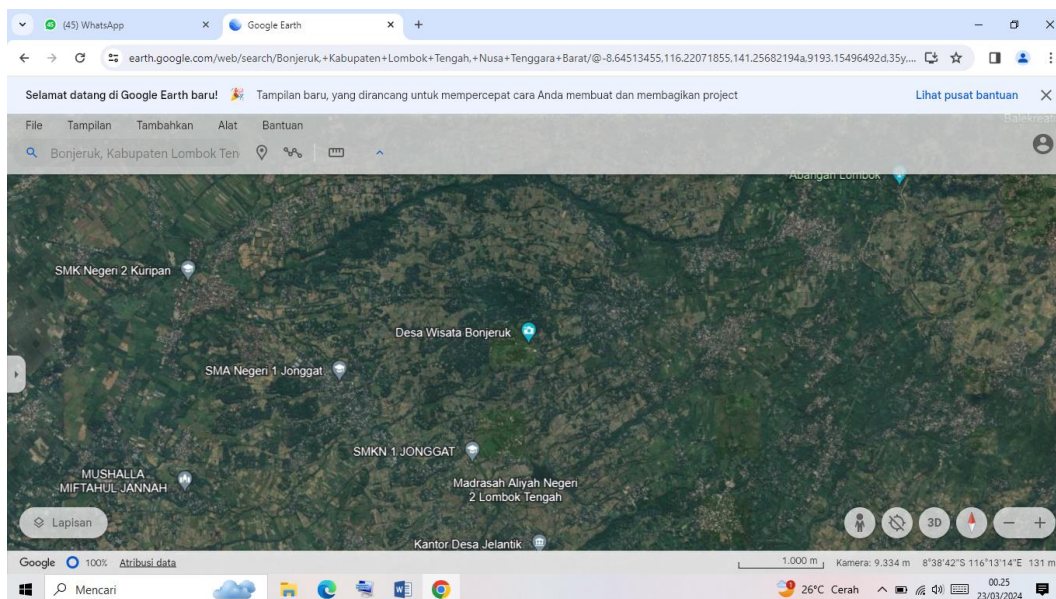 (45) WhatsApp
Google Earth
earth.google.com/web/search/Bonjeruk,+Kabupaten+Lombok+Tengah,+Nusa+Tenggara+Barat/@-8.64513455,116.22071855,141.25682194a,9193.15496492d,35y,...
Selamat datang di Google Earth baru! Tampilan baru, yang dirancang untuk mempercepat cara Anda membuat dan membagikan project
Lihat pusat bantuan
File Tampilan Tambahkan Alat Bantuan
Bonjeruk, Kabupaten Lombok Ten
Abangan Lombok
SMK Negeri 2 Kuripan
Desa Wisata Bonjeruk
SMA Negeri 1 Jonggat
SMKN 1 JONGGAT
MUSHALLA
MIFTAHUL JANNAH
Madrasah Aliyah Negeri
2 Lombok Tengah
Lapisan
3D
Kantor Desa Jelantik
Google 100% Atribusi data
1.000 m Kamera: 9.334 m 8°38'42"S 116°13'14"E 131 m
Mencari
26°C Cerah
00.25
23/03/2024